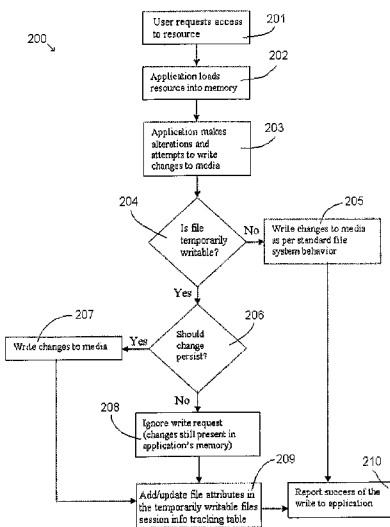 User requests access
to resource
201
200
Application loads
resource into memory
202
Application makes
alterations and
attempts to write
changes to media
203
204
Is file
temporarily
writable?
No
205
Write changes to media
as per standard file
system behavior
Yes
207
Write changes to media
Yes
Should
change
persist?
206
No
208
Ignore write request
(changes still present in
application's memory)
209
Add/update file attributes in
the temporarily writable files
session info tracking table
210
Report success of the
write to application